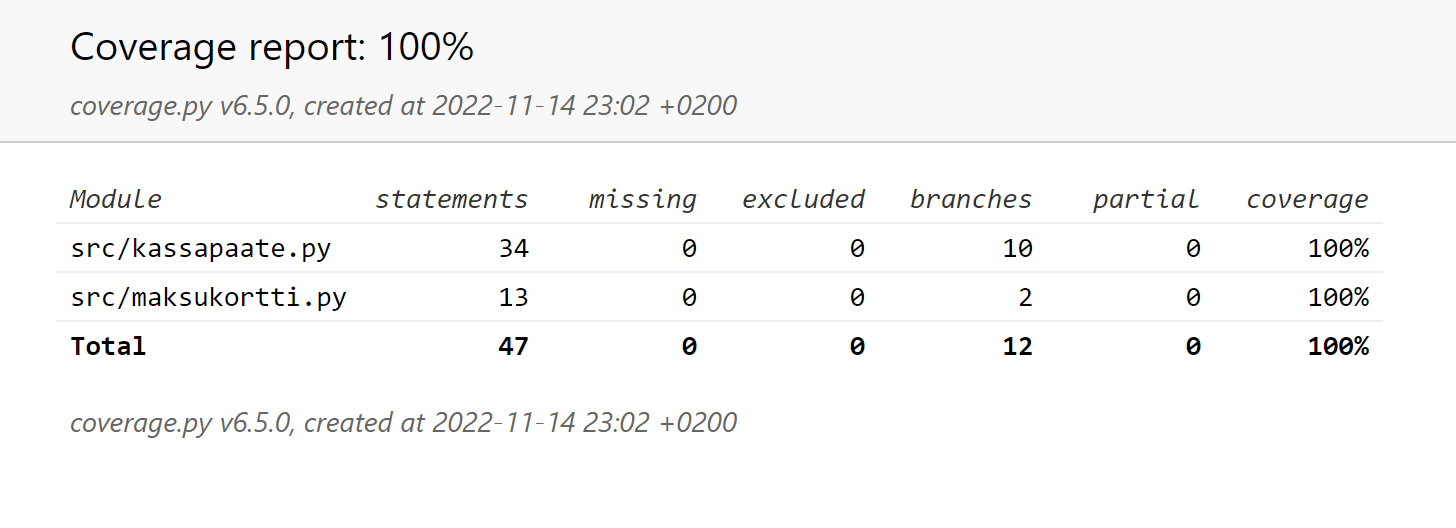 Coverage report: 100%
coverage.py v6.5.0, created at 2022-11-14 23:02 +0200
Module statements missing excluded branches partial coverage
src/kassapaate.py 34 0 0 10 0 100%
src/maksukortti.py 13 0 0 2 0 100%
Total 47 0 0 12 0 100%
coverage.py v6.5.0, created at 2022-11-14 23:02 +0200